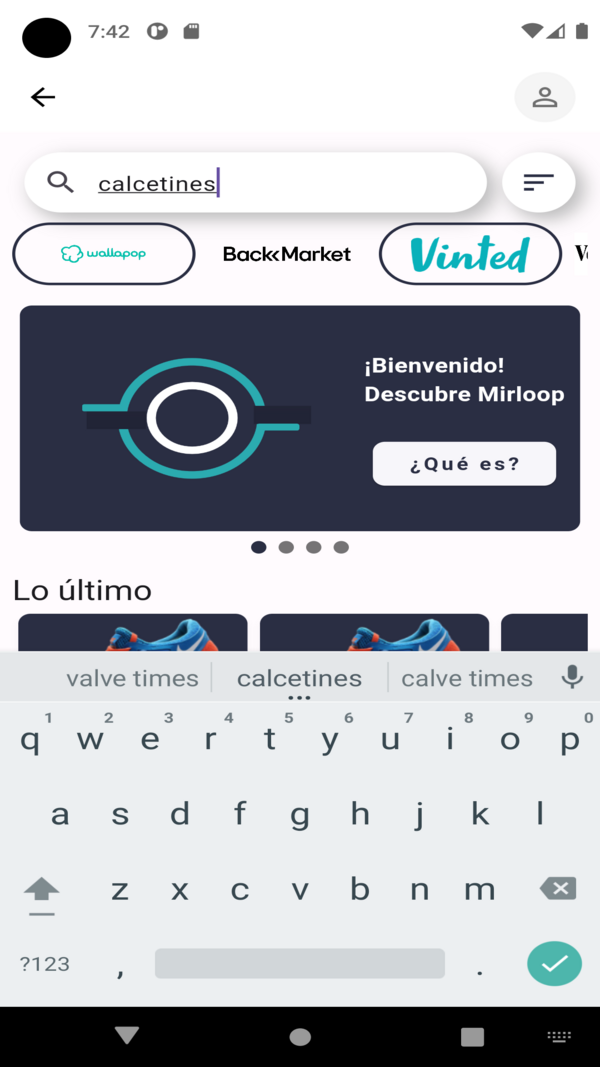 7:42
calcetines
wallapop
BackMarket
Vinted
¡Bienvenido!
Descubre Mirloop
¿Qué es?
Lo último
valve times
calcetines
calve times
1 2 3 4 5 6 7 8 9 0
q w e r t y u i o p
a s d f g h j k l
z x c v b n m
?123 , .